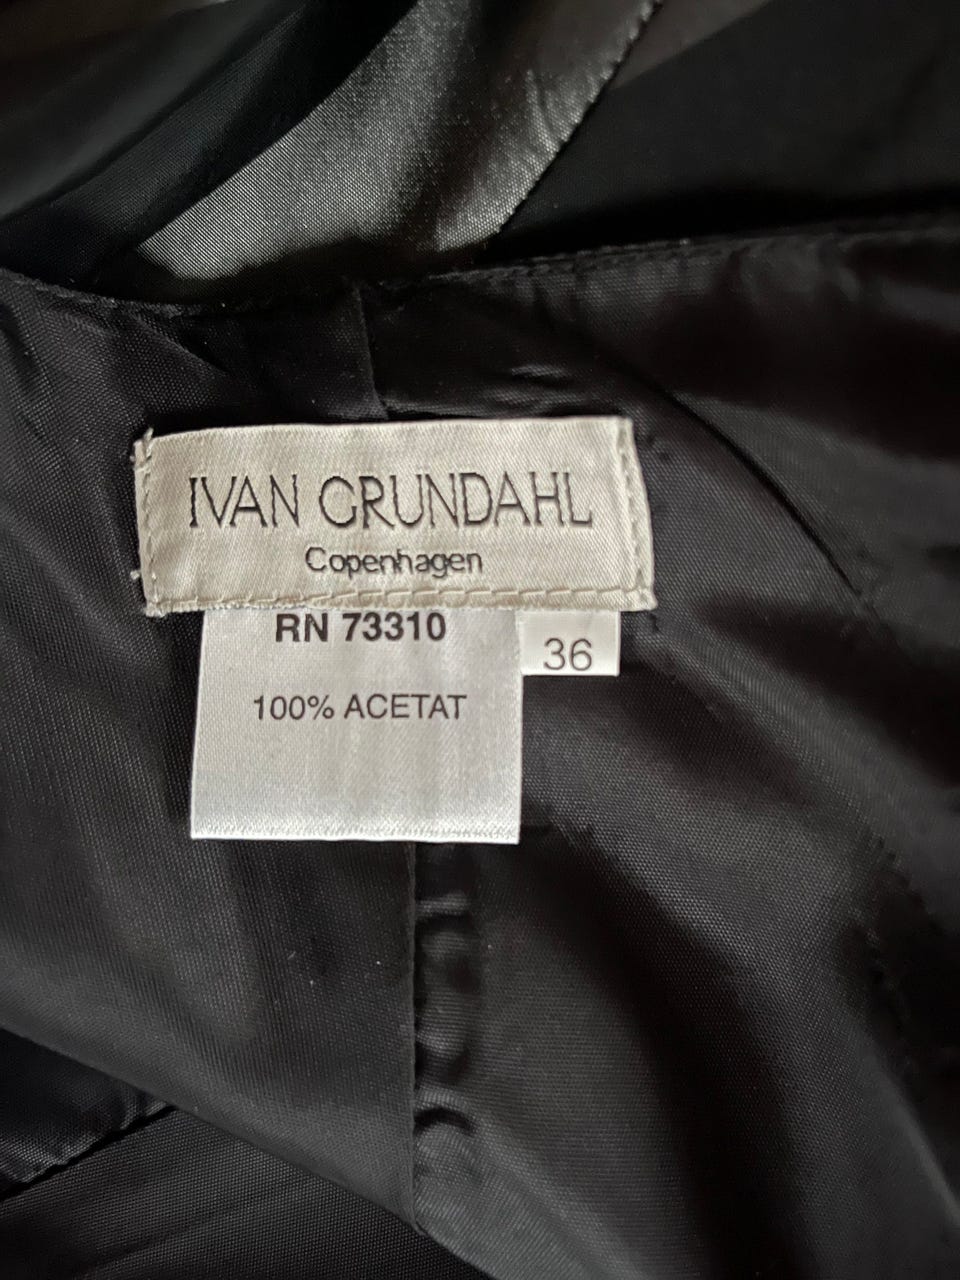 IVAN GRUNDAHL
Copenhagen
RN 73310
36
100% ACETAT